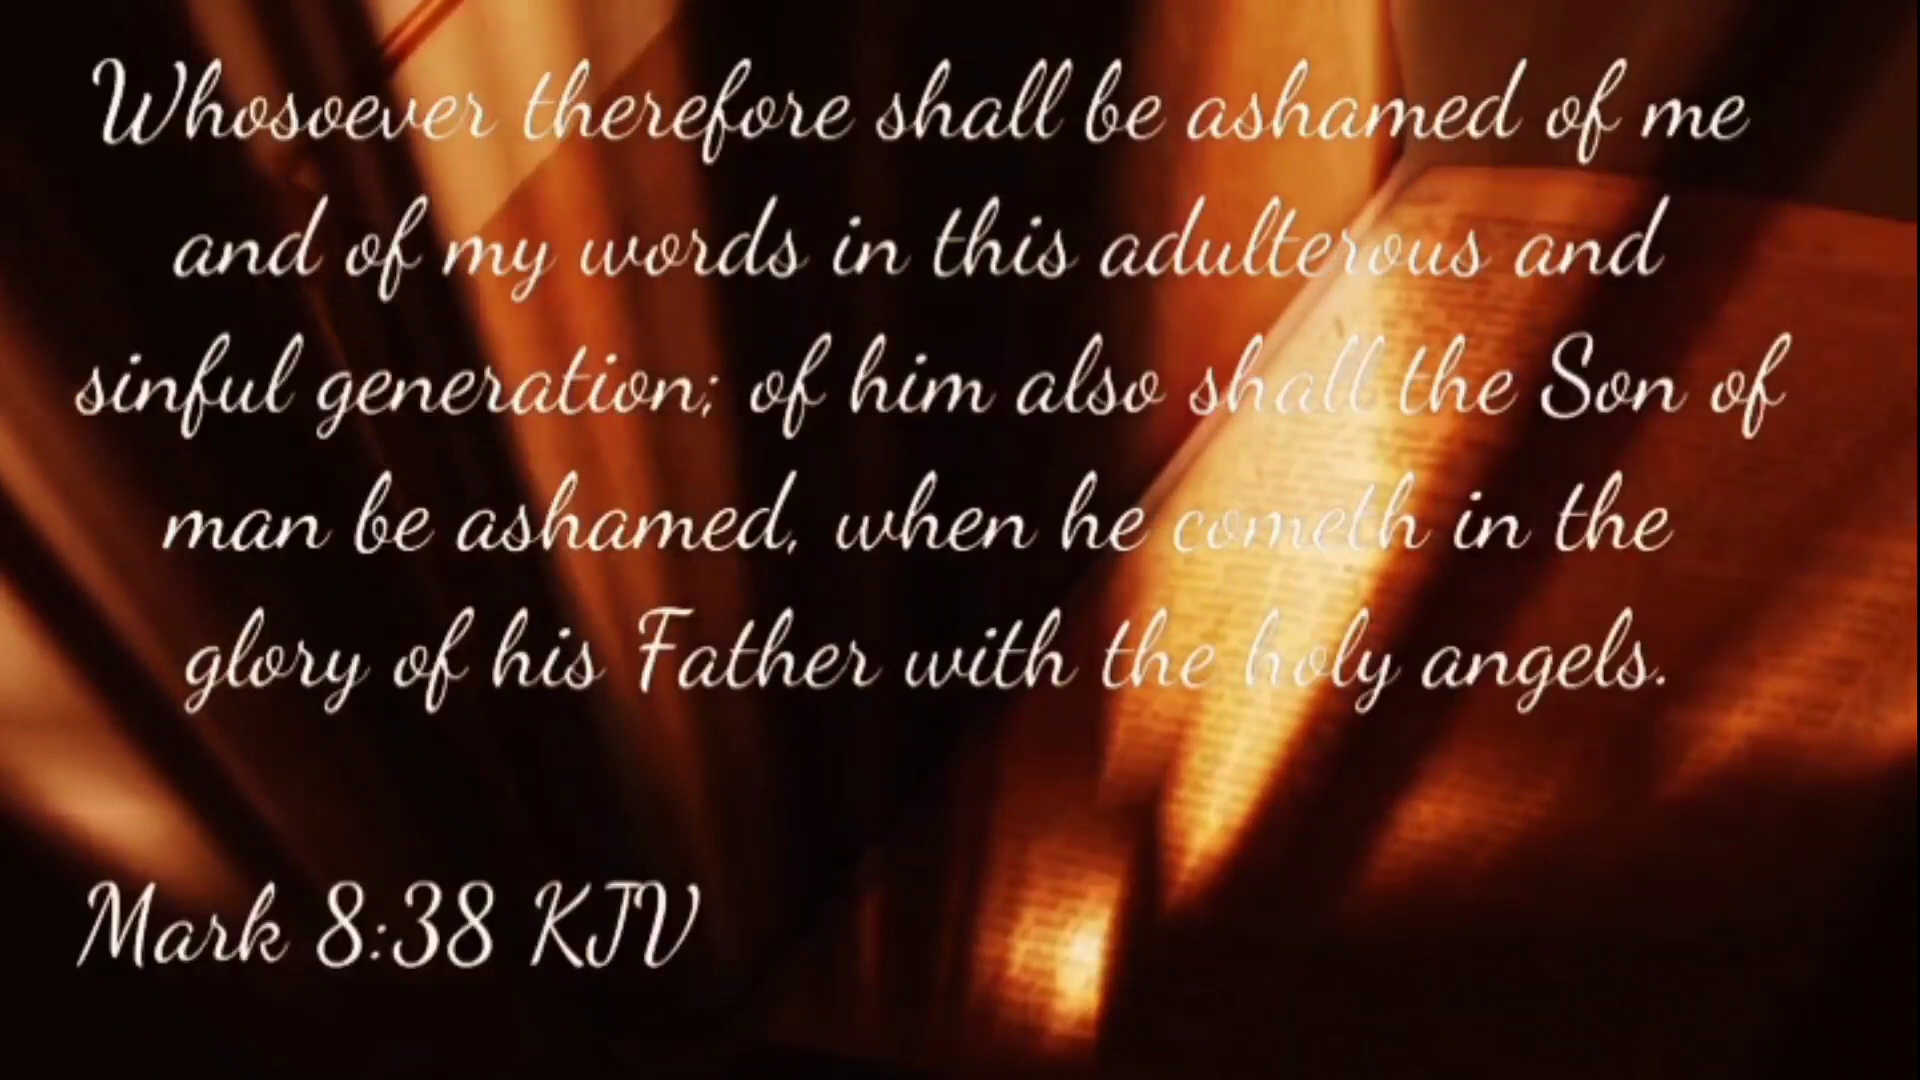 Whosoever therefore shall be ashamed of me
and of my words in this adulterous and
sinful generation; of him also shall the Son of
man be ashamed, when he cometh in the
glory of his Father with the holy angels.
Mark 8:38 KJV